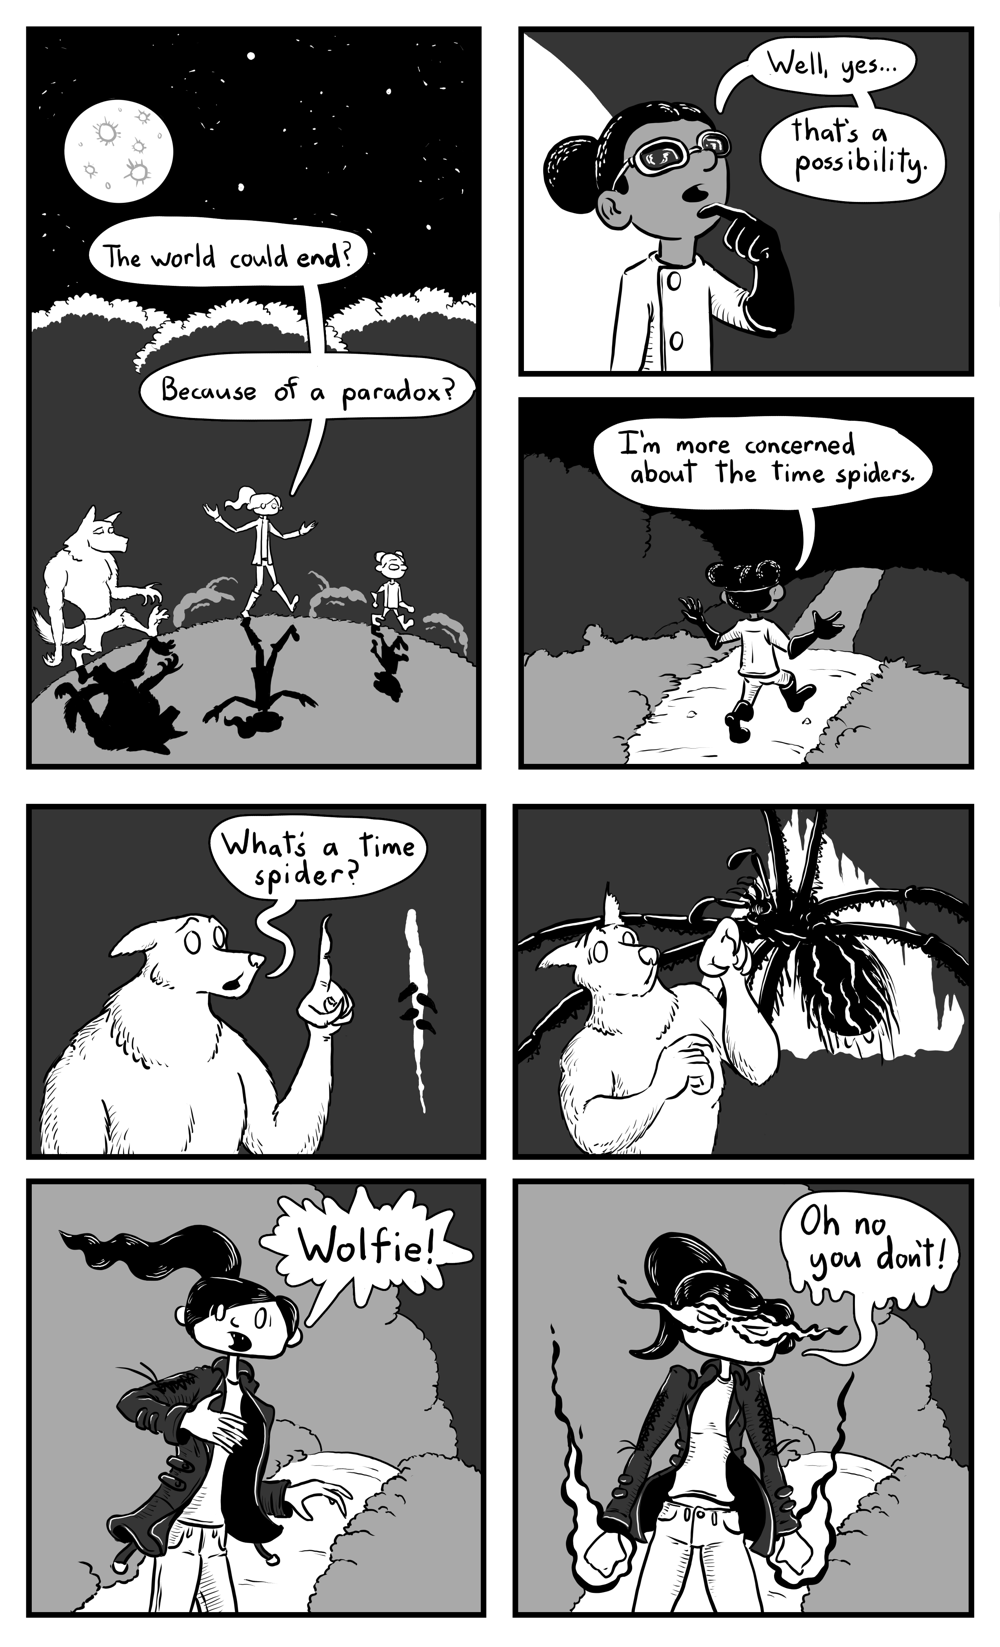 The world could end?
Because of a paradox?
Well, yes...
that's a
possibility.
I'm more concerned
about the time spiders.
What's a time
spider?
Wolfie!
Oh no
you don't!